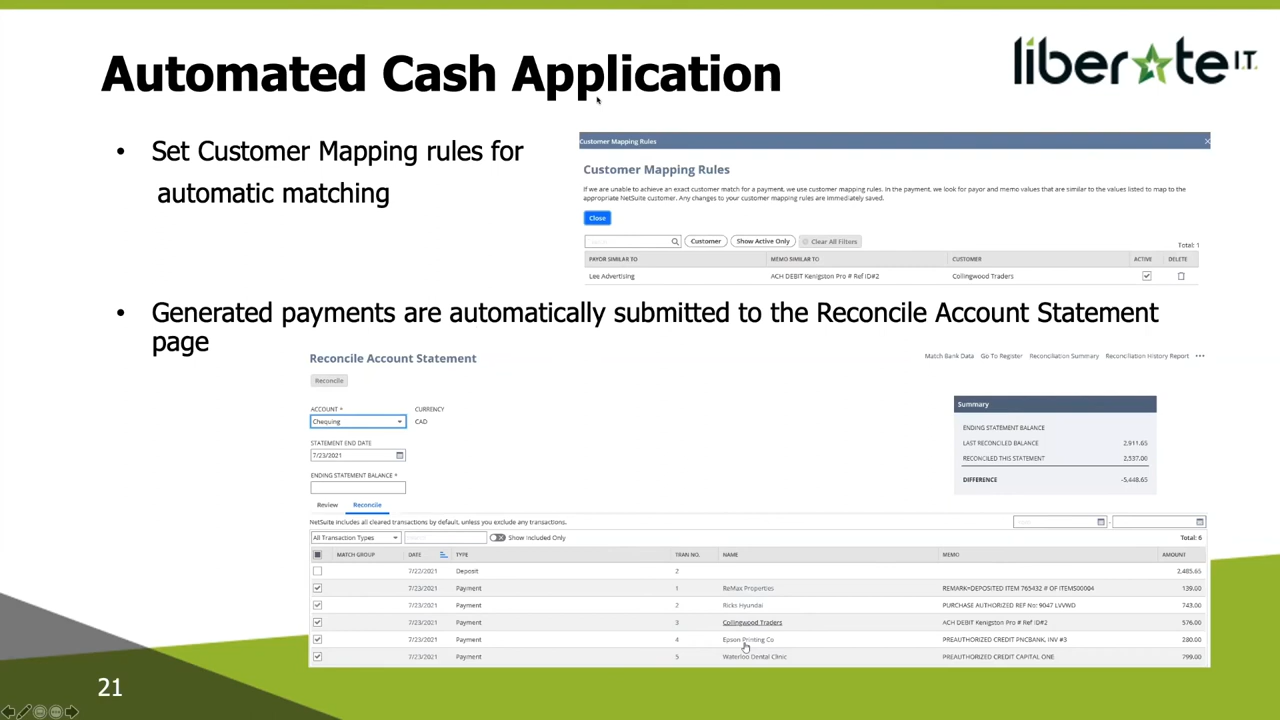 Automated Cash Application
liberate I.T.
• Set Customer Mapping rules for
automatic matching
Customer Mapping Rules
Customer Mapping Rules
If we are unable to achieve an exact customer match for a payment, we use customer mapping rules. In the payment, we look for payor and memo values that are similar to the values listed to map to the
appropriate NetSuite customer. Any changes to your customer mapping rules are immediately saved.
Close
Customer Show Active Only Clear All Filters
Total: 1
PAYOR SIMILAR TO MEMO SIMILAR TO CUSTOMER ACTIVE DELETE
Lee Advertising ACH DEBIT Kenigston Pro # Ref ID#2 Collingwood Traders
• Generated payments are automatically submitted to the Reconcile Account Statement
page
Reconcile Account Statement
Match Bank Data Go To Register Reconciliation Summary Reconciliation History Report •••
Reconcile
ACCOUNT * CURRENCY
Chequing CAD
STATEMENT END DATE
7/23/2021
ENDING STATEMENT BALANCE *
Summary
ENDING STATEMENT BALANCE
LAST RECONCILED BALANCE 2,911.65
RECONCILED THIS STATEMENT 2,537.00
DIFFERENCE -5,448.65
Review Reconcile
NetSuite includes all cleared transactions by default, unless you exclude any transactions.
All Transaction Types Show Included Only Total: 6
MATCH GROUP DATE TYPE TRAN NO. NAME MEMO AMOUNT
7/22/2021 Deposit 2 2,485.65
7/23/2021 Payment 1 ReMax Properties REMARK=DEPOSITED ITEM 765432 # OF ITEMS00004 139.00
7/23/2021 Payment 2 Ricks Hyundai PURCHASE AUTHORIZED REF No: 9047 LVVWD 743.00
7/23/2021 Payment 3 Collingwood Traders ACH DEBIT Kenigston Pro # Ref ID#2 576.00
7/23/2021 Payment 4 Epson Printing Co PREAUTHORIZED CREDIT PNCBANK, INV #3 280.00
7/23/2021 Payment 5 Waterloo Dental Clinic PREAUTHORIZED CREDIT CAPITAL ONE 799.00
21